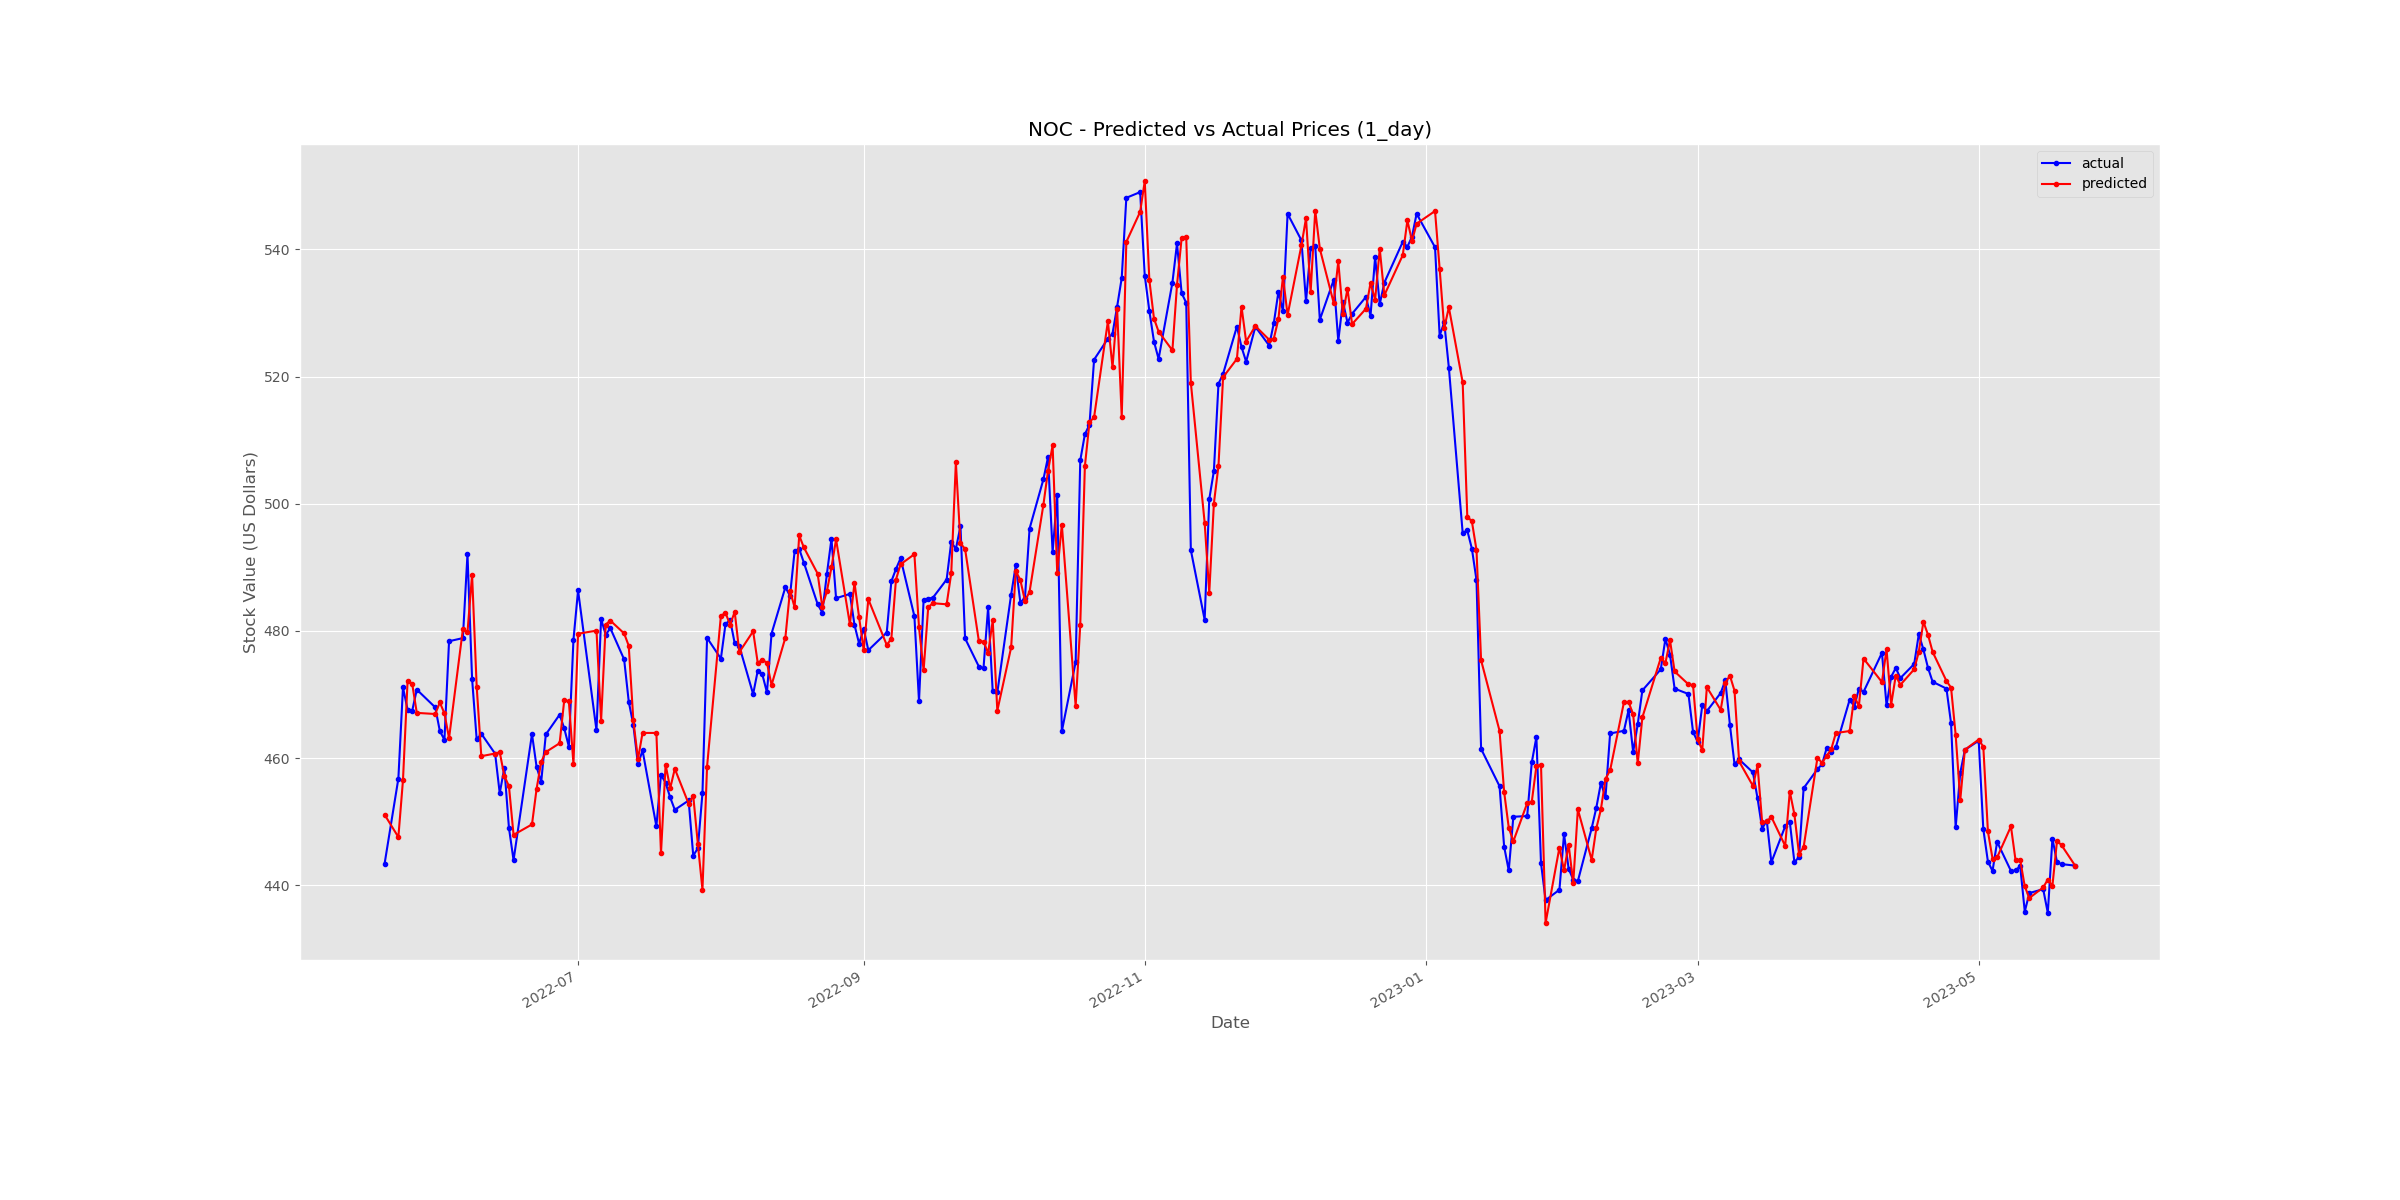 NOC - Predicted vs Actual Prices (1_day)
actual
predicted
Stock Value (US Dollars)
540
520
500
480
460
440
2022-07
2022-09
2022-11
2023-01
2023-03
2023-05
Date